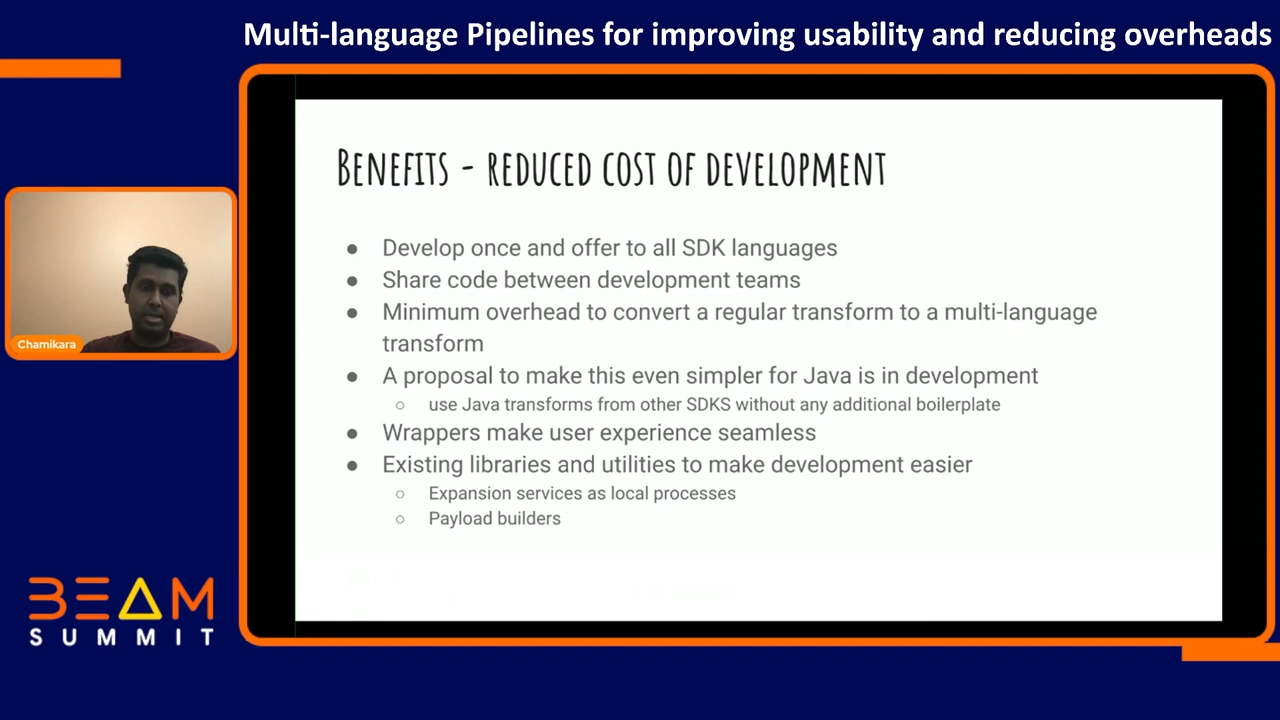 Multi-language Pipelines for improving usability and reducing overheads
BENEFITS - REDUCED COST OF DEVELOPMENT
● Develop once and offer to all SDK languages
● Share code between development teams
● Minimum overhead to convert a regular transform to a multi-language
transform
● A proposal to make this even simpler for Java is in development
○ use Java transforms from other SDKS without any additional boilerplate
● Wrappers make user experience seamless
● Existing libraries and utilities to make development easier
○ Expansion services as local processes
○ Payload builders
Chamikara
BEAM
SUMMIT